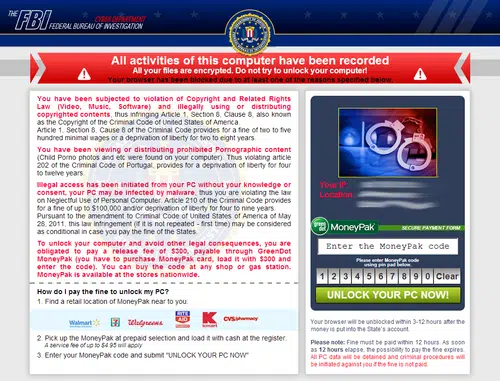 THE FBI CYBER DEPARTMENT
FEDERAL BUREAU OF INVESTIGATION
All activities of this computer have been recorded
All your files are encrypted. Do not try to unlock your computer!
Your browser has been blocked due to at least one of the reasons specified below.
You have been subjected to violation of Copyright and Related Rights
Law (Video, Music, Software) and illegally using or distributing
copyrighted contents, thus infringing Article 1, Section 8, Clause 8, also known
as the Copyright of the Criminal Code of United States of America.
Article 1, Section 8, Cause 8 of the Criminal Code provides for a fine of two to five
hundred minimal wages or a deprivation of liberty for two to eight years.
You have been viewing or distributing prohibited Pornographic content
(Child Porno photos and etc were found on your computer). Thus violating article
202 of the Criminal Code of Portugal, provides for a deprivation of liberty for four
to twelve years.
Illegal access has been initiated from your PC without your knowledge or
consent, your PC may be infected by malware, thus you are violating the law
on Neglectful Use of Personal Computer. Article 210 of the Criminal Code provides
for a fine of up to $100,000 and/or deprivation of liberty for four to nine years.
Pursuant to the amendment to Criminal Code of United States of America of May
28, 2011, this law infringement (if it is not repeated - first time) may be considered
as conditional in case you pay the fine of the States.
To unlock your computer and avoid other legal consequences, you are
obligated to pay a release fee of $300, payable through GreenDot
MoneyPak (you have to purchase MoneyPak card, load it with $300 and
enter the code). You can buy the code at any shop or gas station.
MoneyPak is available at the stores nationwide.
How do I pay the fine to unlock my PC?
1. Find a retail location of MoneyPak near to you:
Walmart 7-ELEVEN Walgreens RITE AID kmart CVS/pharmacy
2. Pick up the MoneyPak at prepaid selection and load it with cash at the register.
A service fee of up to $4.95 will apply
3. Enter your MoneyPak code and submit "UNLOCK YOUR PC NOW"
Your IP:
Location:
green dot MoneyPak SECURE PAYMENT FORM
Enter the MoneyPak code
Please enter MoneyPak code
using pin pad below.
1 2 3 4 5 6 7 8 9 0 Clear
UNLOCK YOUR PC NOW!
Your browser will be unblocked within 3-12 hours after the
money is put into the State's account.
Please note: Fine must be paid within 12 hours. As soon
as 12 hours elapse, the possibility to pay the fine expires.
All PC data will be detained and criminal procedures will
be initiated against you if the fine is not paid.